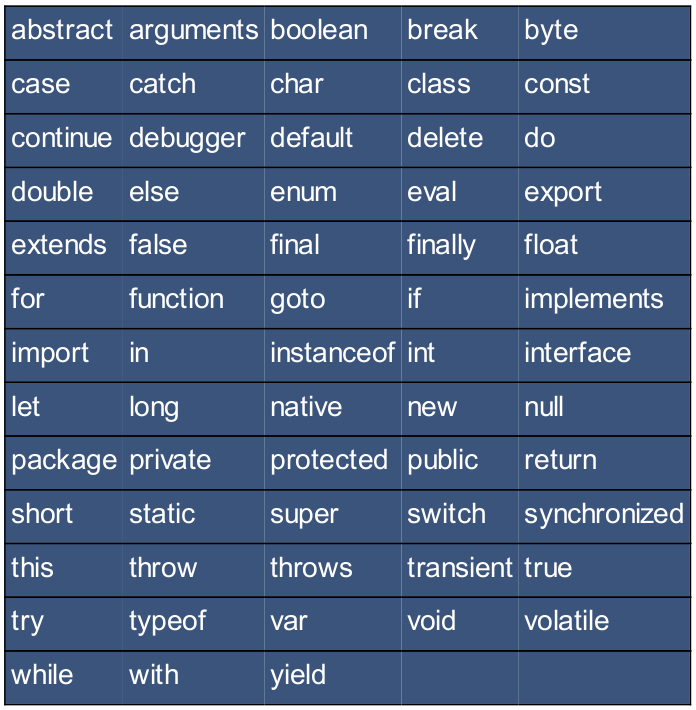 abstract arguments boolean break byte
case catch char class const
continue debugger default delete do
double else enum eval export
extends false final finally float
for function goto if implements
import in instanceof int interface
let long native new null
package private protected public return
short static super switch synchronized
this throw throws transient true
try typeof var void volatile
while with yield